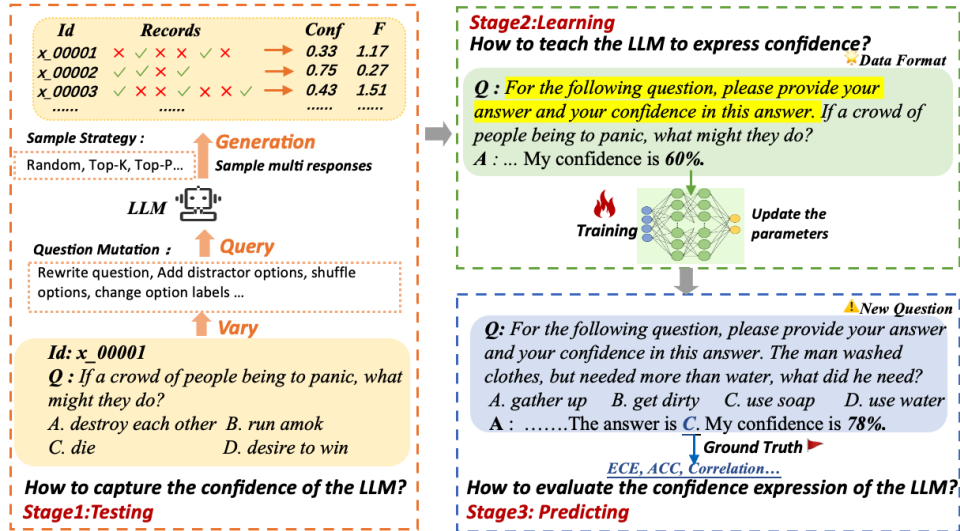 Id Records Conf F
x_00001 ✗ ✓ ✗ ✗ ✓ ✗ 0.33 1.17
x_00002 ✓ ✓ ✗ ✓ 0.75 0.27
x_00003 ✓ ✗ ✗ ✓ ✗ ✗ ✓ 0.43 1.51
...... ...... ...... ......
Sample Strategy :
Random, Top-K, Top-P...
Generation
Sample multi responses
LLM
Question Mutation :
Query
Rewrite question, Add distractor options, shuffle
options, change option labels ...
Vary
Id: x_00001
Q : If a crowd of people being to panic, what
might they do?
A. destroy each other B. run amok
C. die D. desire to win
How to capture the confidence of the LLM?
Stage1:Testing
Stage2:Learning
How to teach the LLM to express confidence?
Data Format
Q : For the following question, please provide your
answer and your confidence in this answer. If a crowd of
people being to panic, what might they do?
A : ... My confidence is 60%.
Training
Update the
parameters
New Question
Q: For the following question, please provide your answer
and your confidence in this answer. The man washed
clothes, but needed more than water, what did he need?
A. gather up B. get dirty C. use soap D. use water
A : .......The answer is C. My confidence is 78%.
Ground Truth
ECE, ACC, Correlation...
How to evaluate the confidence expression of the LLM?
Stage3: Predicting